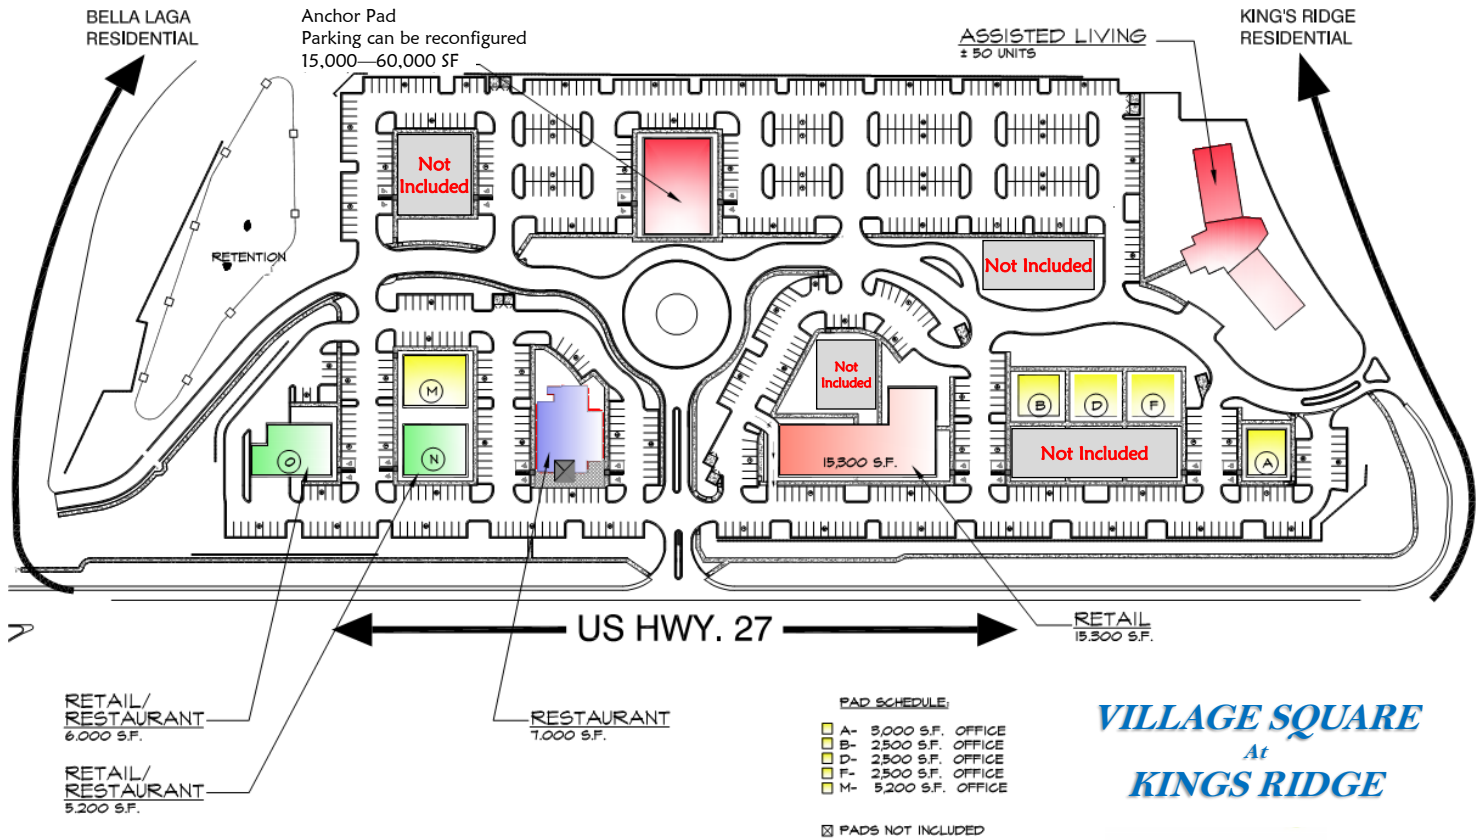 BELLA LAGA
RESIDENTIAL
Anchor Pad
Parking can be reconfigured
15,000—60,000 SF
ASSISTED LIVING
± 50 UNITS
KING'S RIDGE
RESIDENTIAL
Not
Included
RETENTION
Not Included
Not
Included
M
B
D
F
O
N
15,300 S.F.
Not Included
A
US HWY. 27
RETAIL
15,300 S.F.
RETAIL/
RESTAURANT
6,000 S.F.
RESTAURANT
7,000 S.F.
RETAIL/
RESTAURANT
5,200 S.F.
PAD SCHEDULE:
A- 3,000 S.F. OFFICE
B- 2,500 S.F. OFFICE
D- 2,500 S.F. OFFICE
F- 2,500 S.F. OFFICE
M- 5,200 S.F. OFFICE
PADS NOT INCLUDED
VILLAGE SQUARE
At
KINGS RIDGE